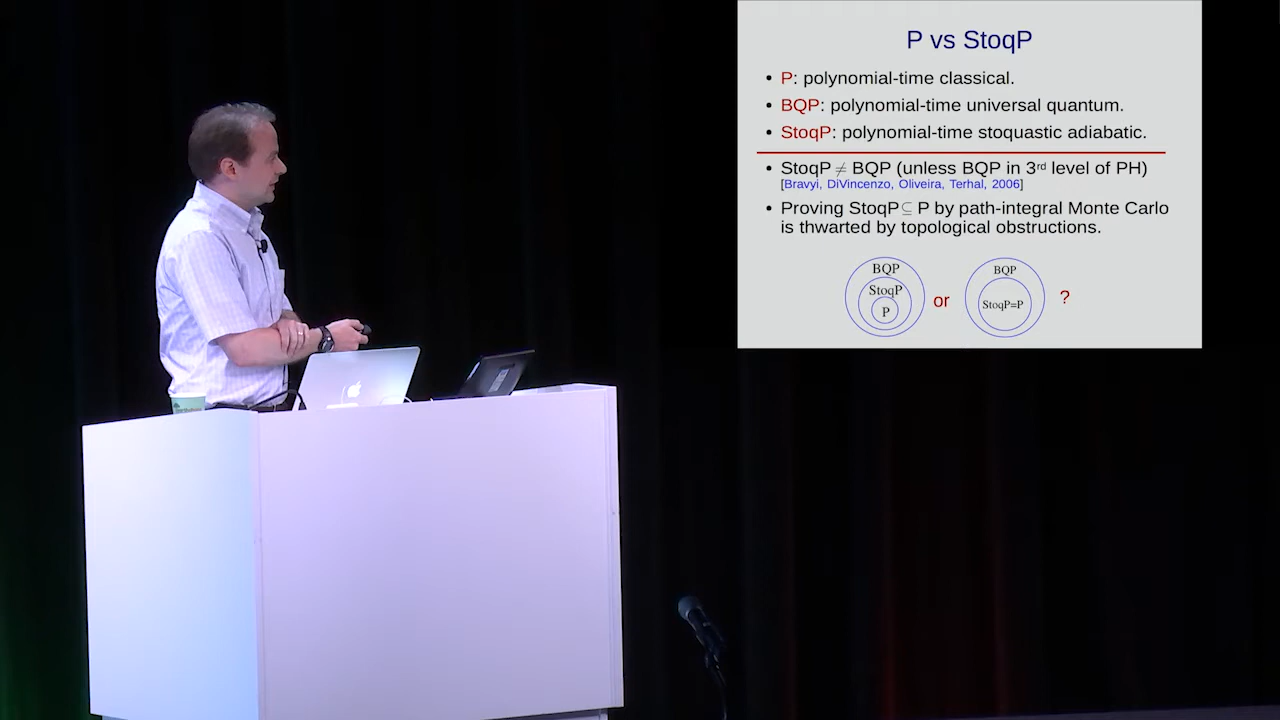 P vs StoqP
• P: polynomial-time classical.
• BQP: polynomial-time universal quantum.
• StoqP: polynomial-time stoquastic adiabatic.
• StoqP ≠ BQP (unless BQP in 3rd level of PH)
[Bravyi, DiVincenzo, Oliveira, Terhal, 2006]
• Proving StoqP ⊆ P by path-integral Monte Carlo
is thwarted by topological obstructions.
BQP
StoqP
P
or
BQP
StoqP=P
?